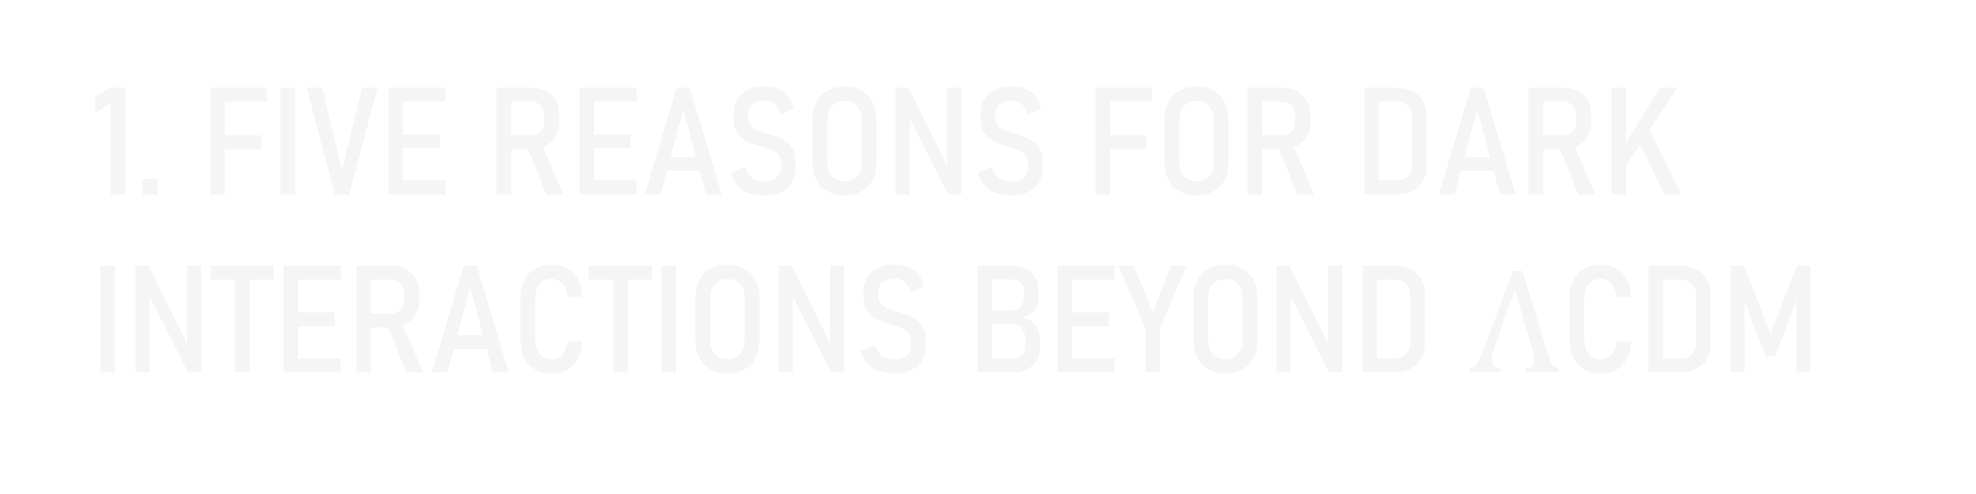 1. FIVE REASONS FOR DARK
INTERACTIONS BEYOND ΛCDM